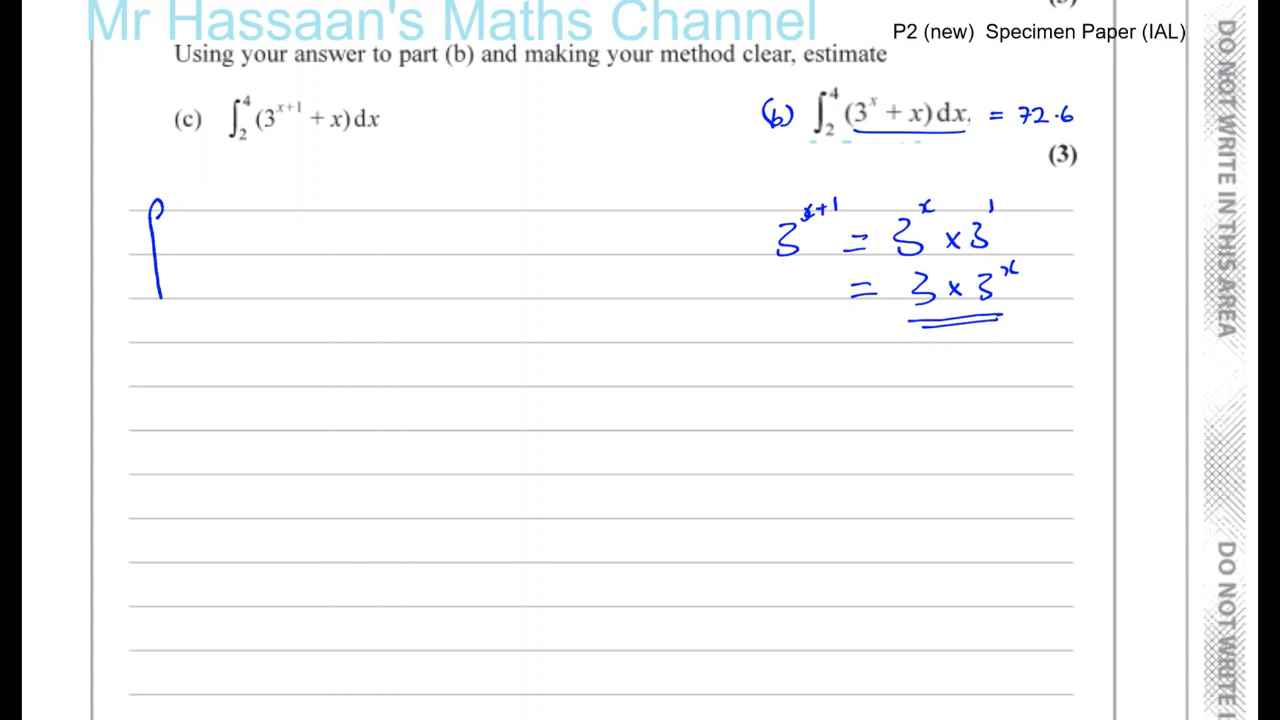 (3)
Mr Hassaan's Maths Channel
P2 (new) Specimen Paper (IAL)
Using your answer to part (b) and making your method clear, estimate
(c) ∫₂⁴ (3^{x+1} + x) dx
(b) ∫₂⁴ (3^x + x) dx, = 72.6
(3)
3^{x+1} = 3^x × 3^1
= 3 × 3^x
∫
DO NOT WRITE IN THIS AREA
DO NOT WRITE I